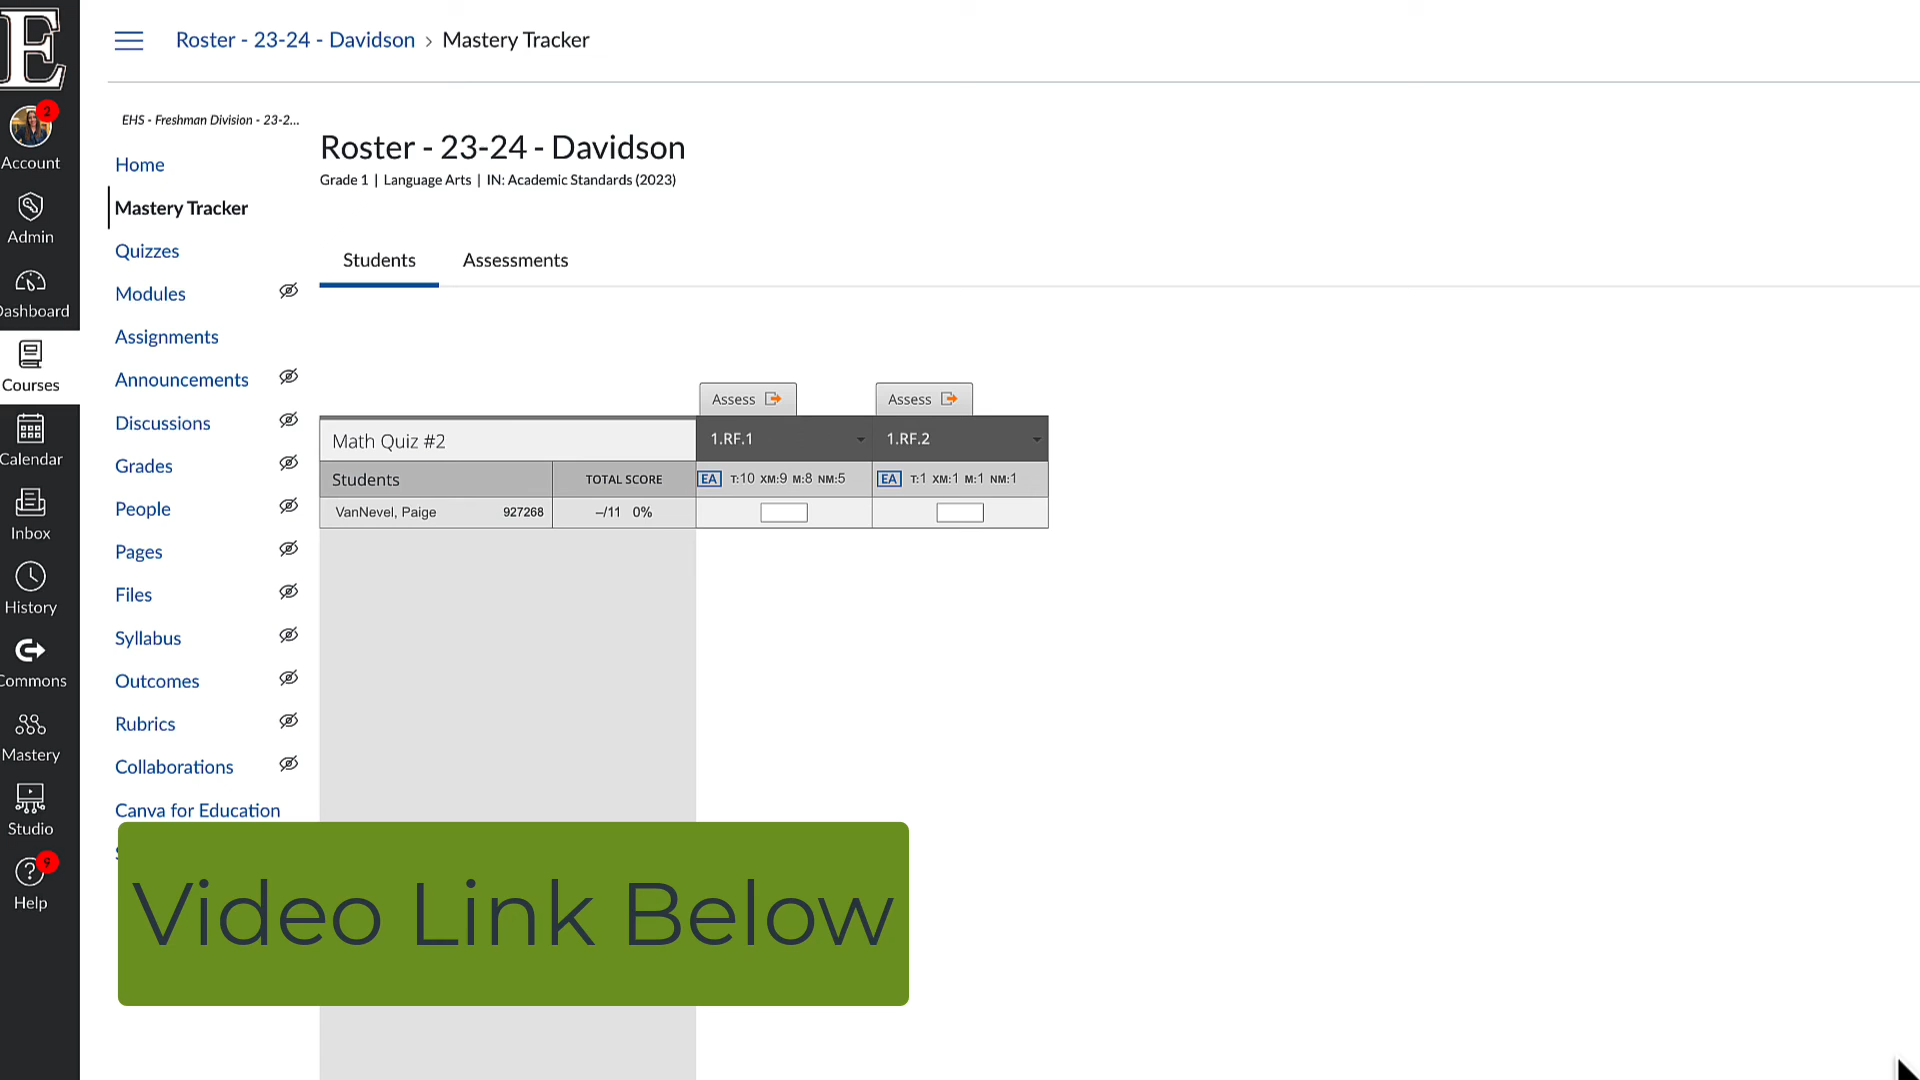 E
Roster - 23-24 - Davidson › Mastery Tracker
2
Account
Admin
Dashboard
Courses
Calendar
Inbox
History
Commons
Mastery
Studio
9
Help
EHS - Freshman Division - 23-2...
Home
Mastery Tracker
Quizzes
Modules
Assignments
Announcements
Discussions
Grades
People
Pages
Files
Syllabus
Outcomes
Rubrics
Collaborations
Canva for Education
Roster - 23-24 - Davidson
Grade 1 | Language Arts | IN: Academic Standards (2023)
Students Assessments
Assess Assess
Math Quiz #2 1.RF.1 1.RF.2
Students TOTAL SCORE EA T:10 XM:9 M:8 NM:5 EA T:1 XM:1 M:1 NM:1
VanNevel, Paige 927268 –/11 0%
Video Link Below